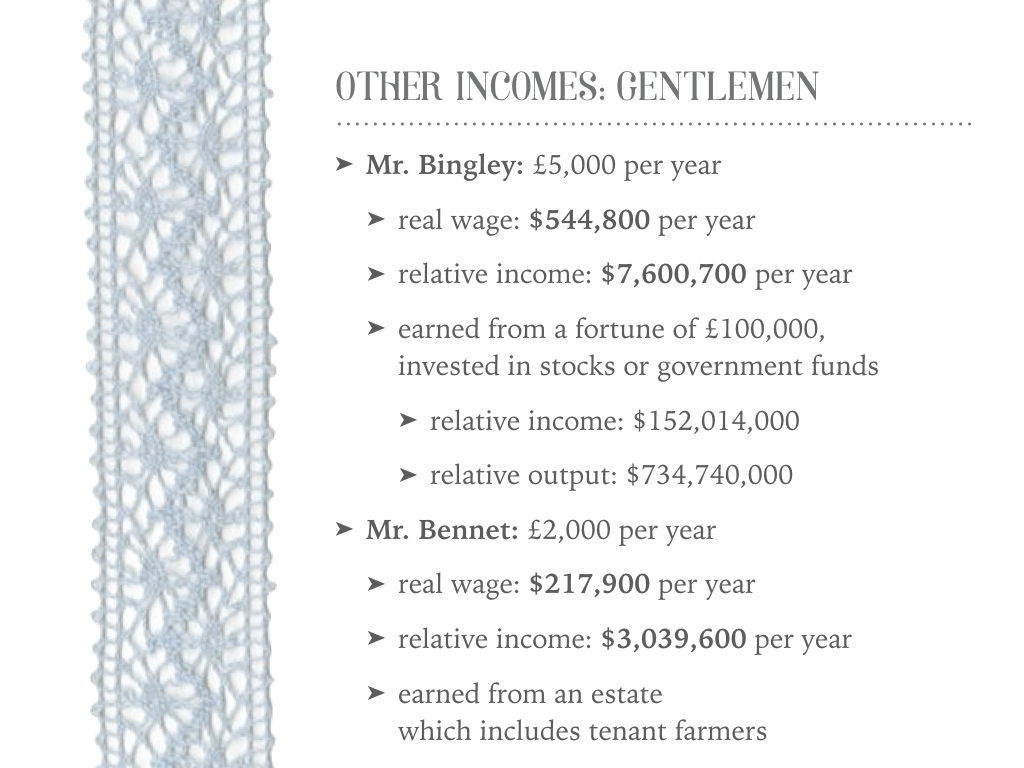 OTHER INCOMES: GENTLEMEN
➤ Mr. Bingley: £5,000 per year
➤ real wage: $544,800 per year
➤ relative income: $7,600,700 per year
➤ earned from a fortune of £100,000,
invested in stocks or government funds
➤ relative income: $152,014,000
➤ relative output: $734,740,000
➤ Mr. Bennet: £2,000 per year
➤ real wage: $217,900 per year
➤ relative income: $3,039,600 per year
➤ earned from an estate
which includes tenant farmers